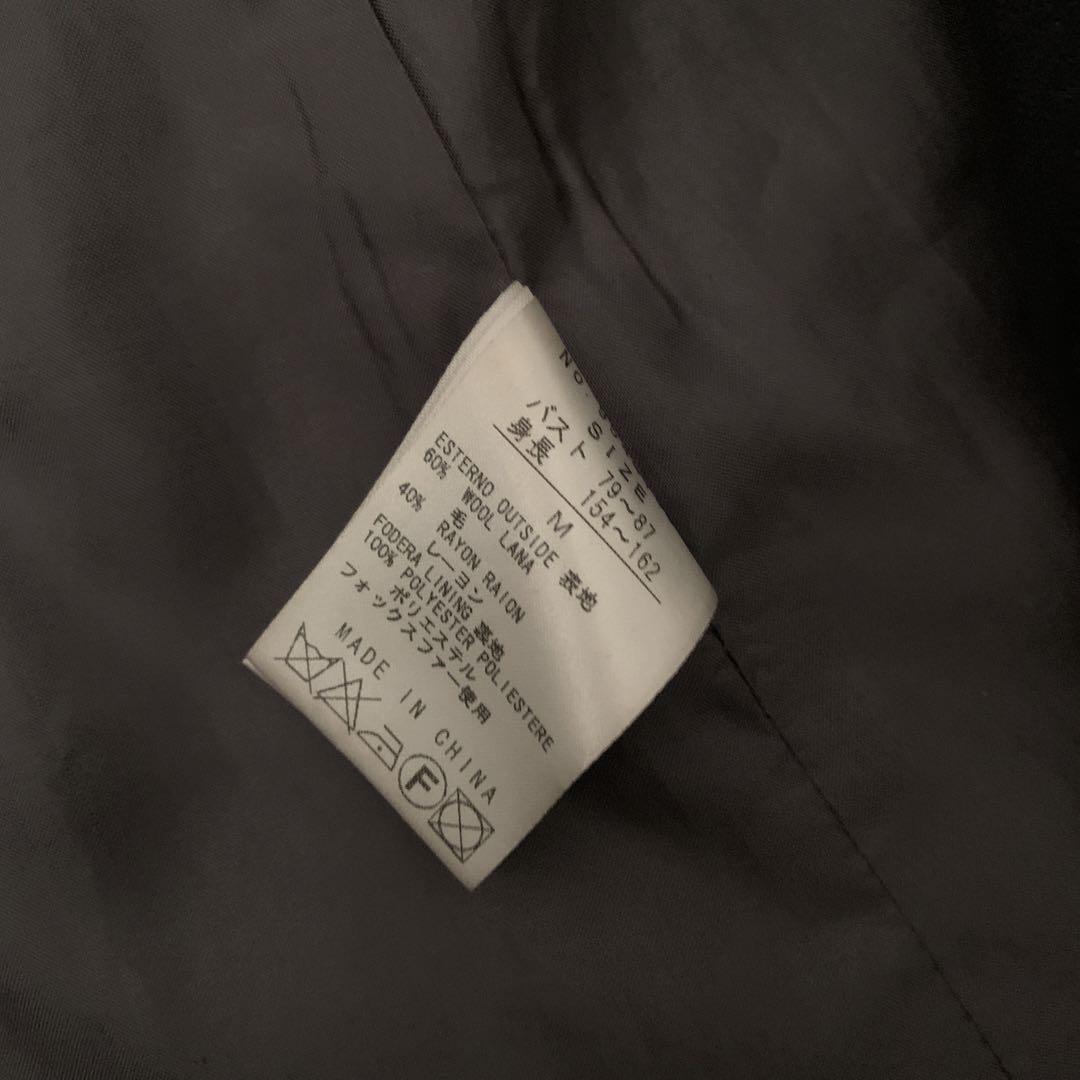 No.
SIZE
バスト 79～87
身長 154～162
M
ESTERNO OUTSIDE 表地
60% WOOL LANA
毛
40% RAYON RAION
レーヨン
FODERA LINING 裏地
100% POLYESTER POLIESTERE
ポリエステル
フォックスファー使用
MADE IN CHINA
F